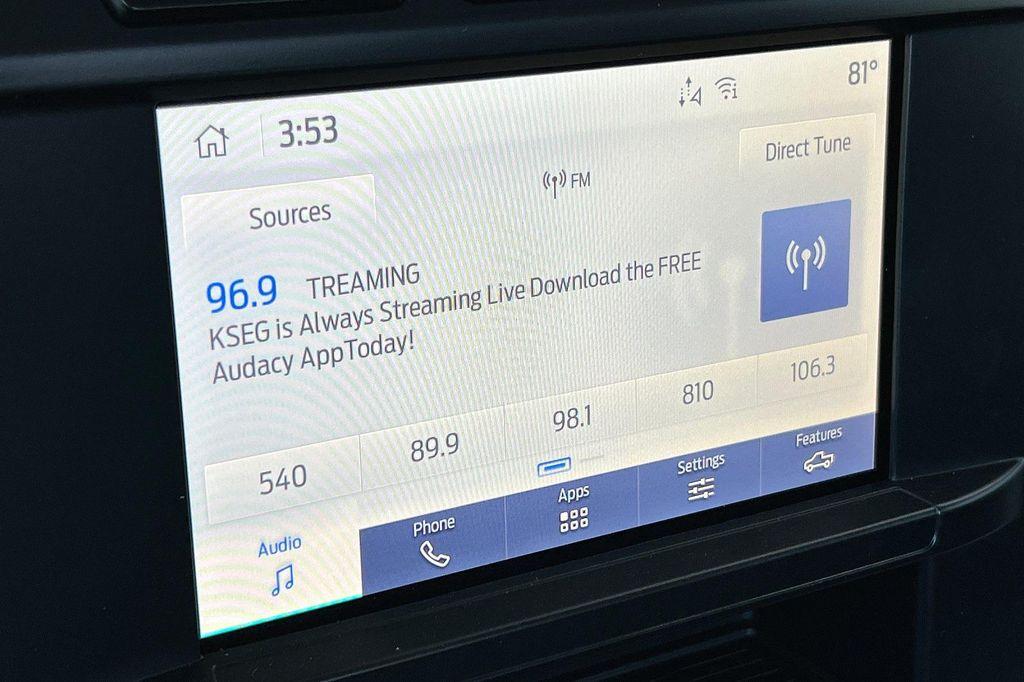 3:53
81°
FM
Direct Tune
Sources
96.9 TREAMING
KSEG is Always Streaming Live Download the FREE
Audacy AppToday!
540 89.9 98.1 810 106.3
Audio Phone Apps Settings Features